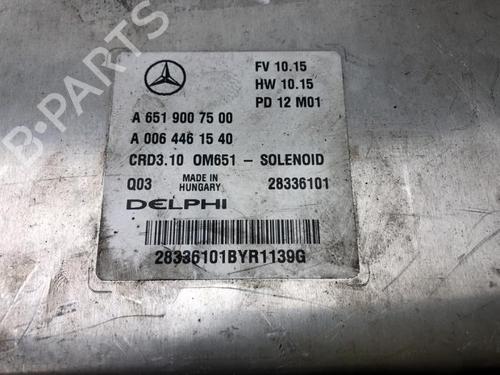 FV 10.15
HW 10.15
PD 12 M01
A 651 900 75 00
A 006 446 15 40
CRD3.10 OM651 - SOLENOID
Q03 MADE IN HUNGARY 28336101
DELPHI
28336101BYR1139G
B-PARTS